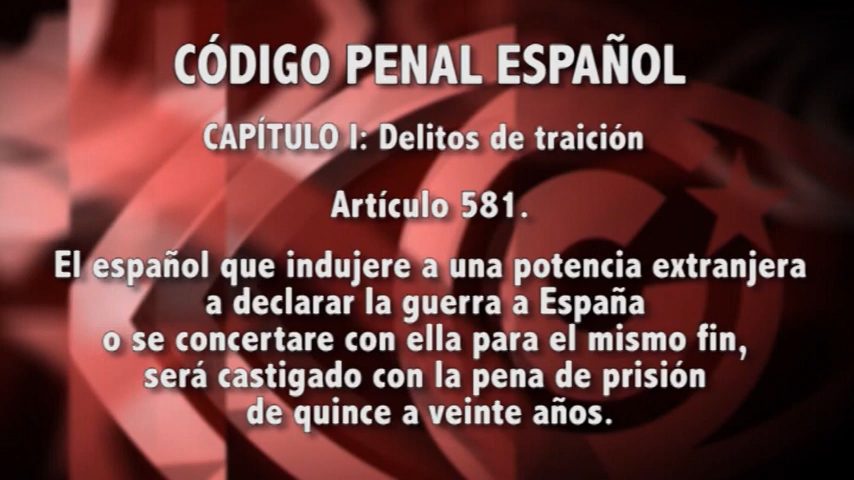 CÓDIGO PENAL ESPAÑOL
CAPÍTULO I: Delitos de traición
Artículo 581.
El español que indujere a una potencia extranjera
a declarar la guerra a España
o se concertare con ella para el mismo fin,
será castigado con la pena de prisión
de quince a veinte años.